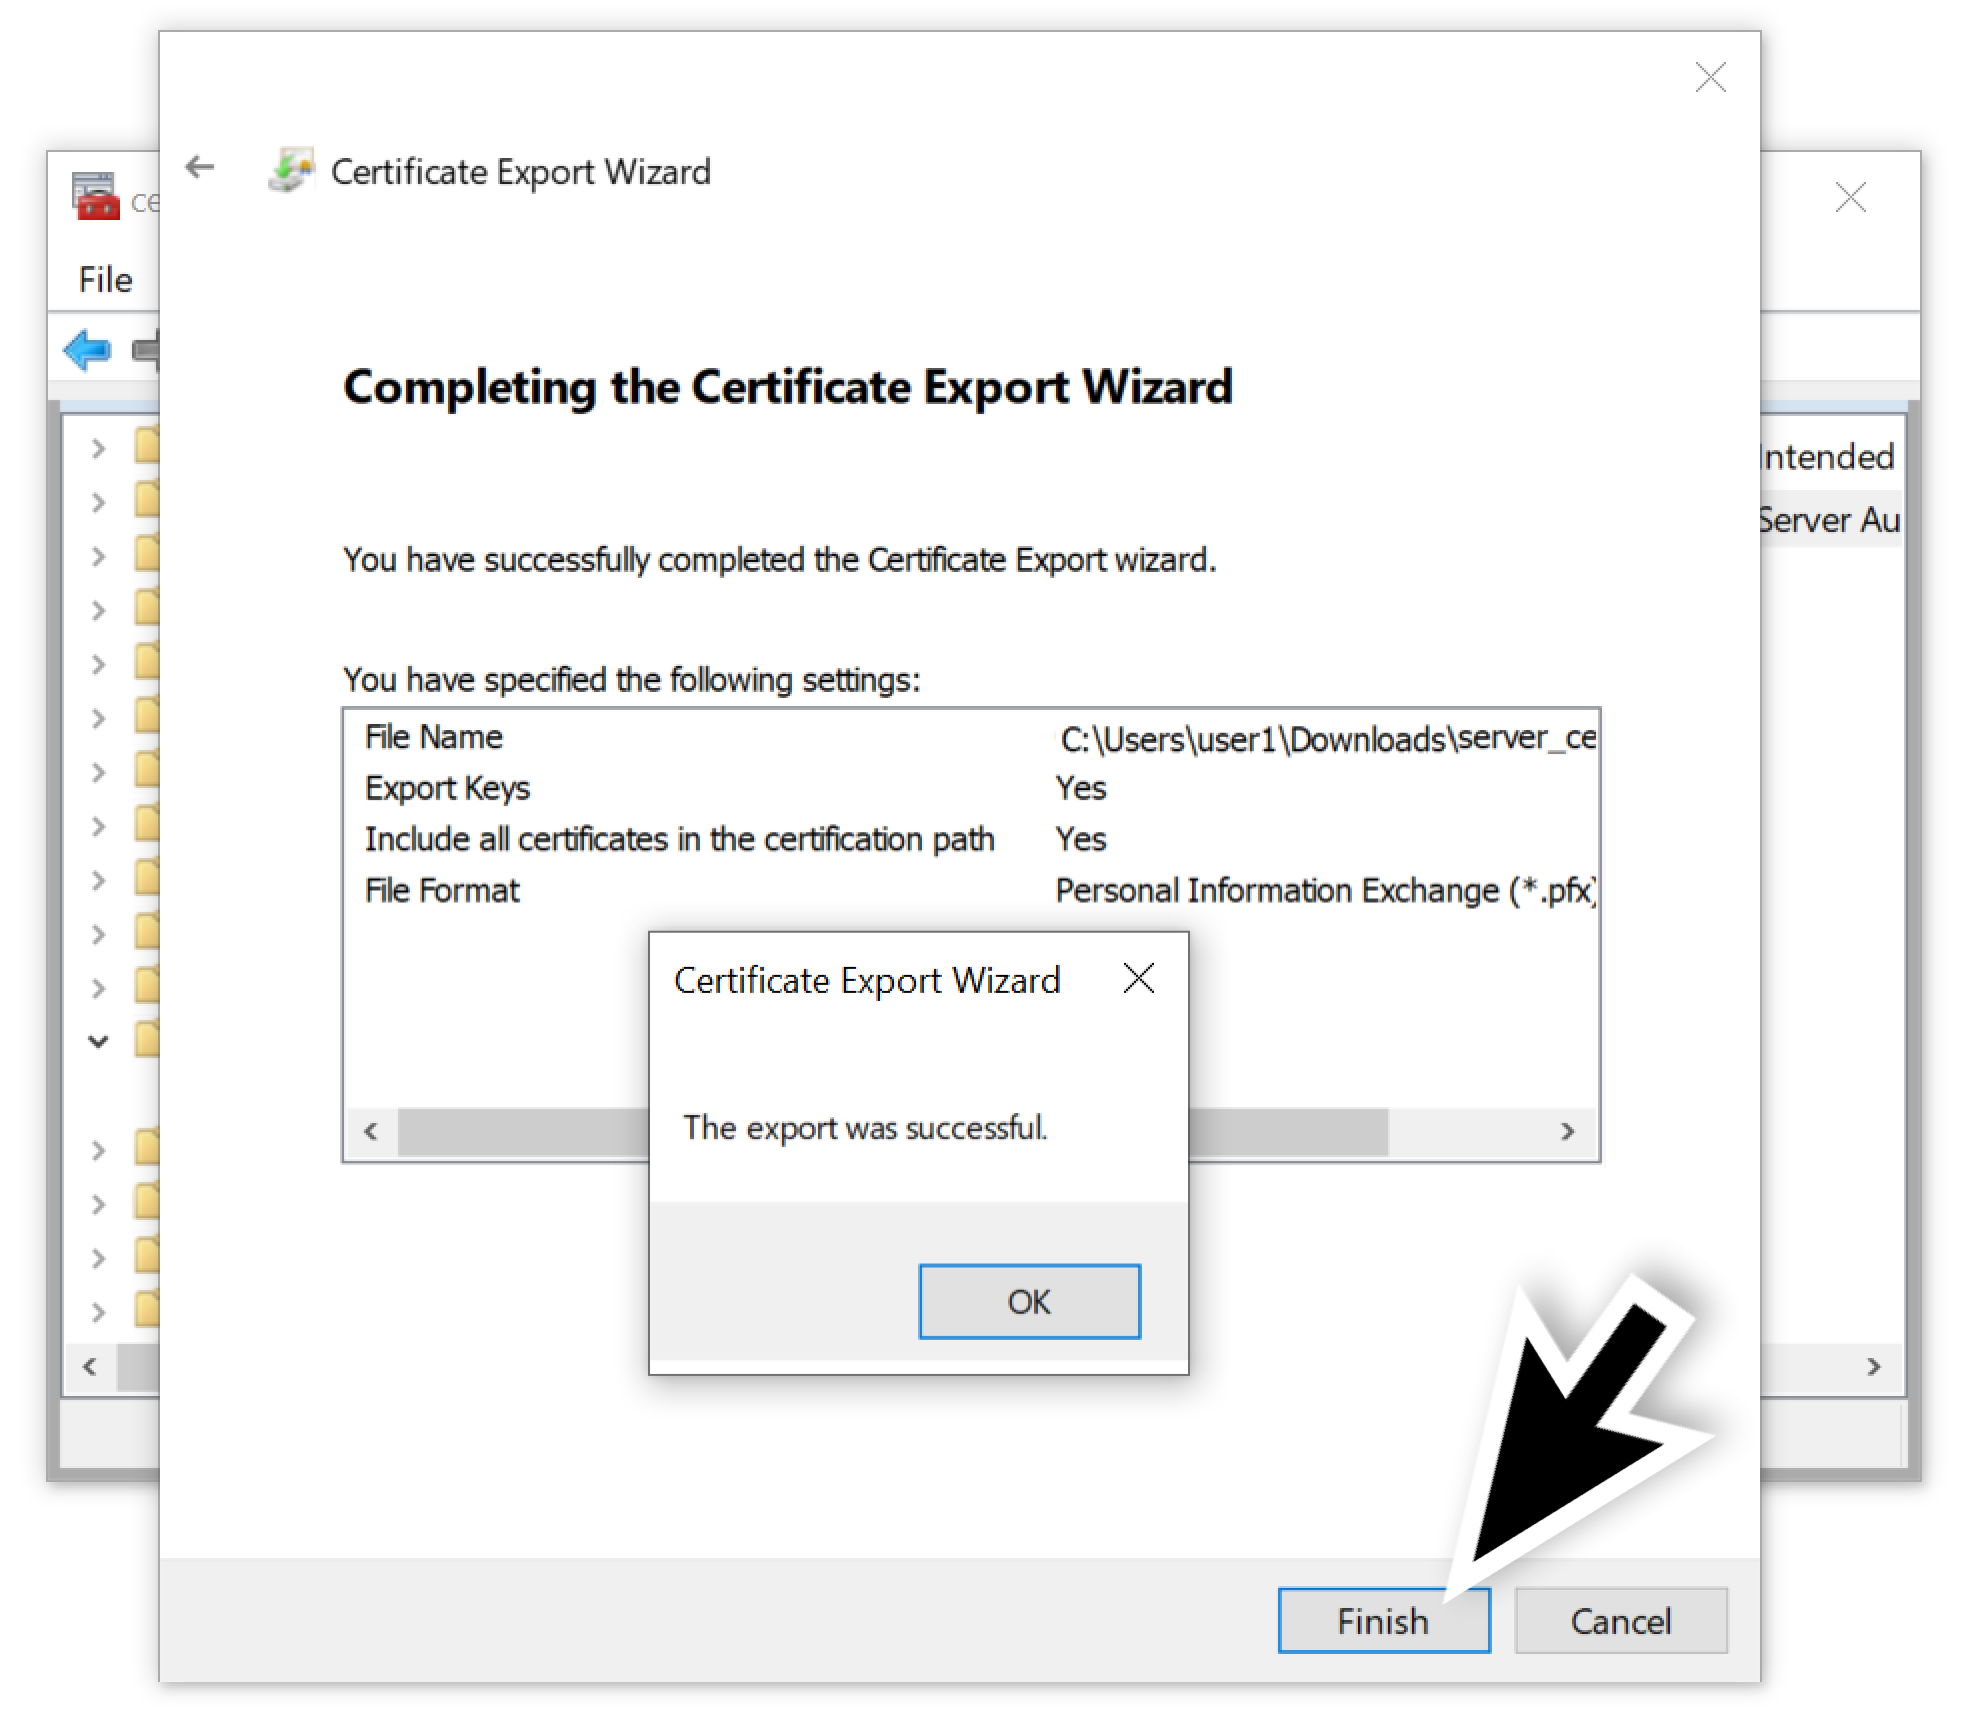 Certificate Export Wizard
File
Completing the Certificate Export Wizard
Intended
Server Au
You have successfully completed the Certificate Export wizard.
You have specified the following settings:
File Name C:\Users\user1\Downloads\server_ce
Export Keys Yes
Include all certificates in the certification path Yes
File Format Personal Information Exchange (*.pfx)
Certificate Export Wizard
The export was successful.
OK
Finish Cancel